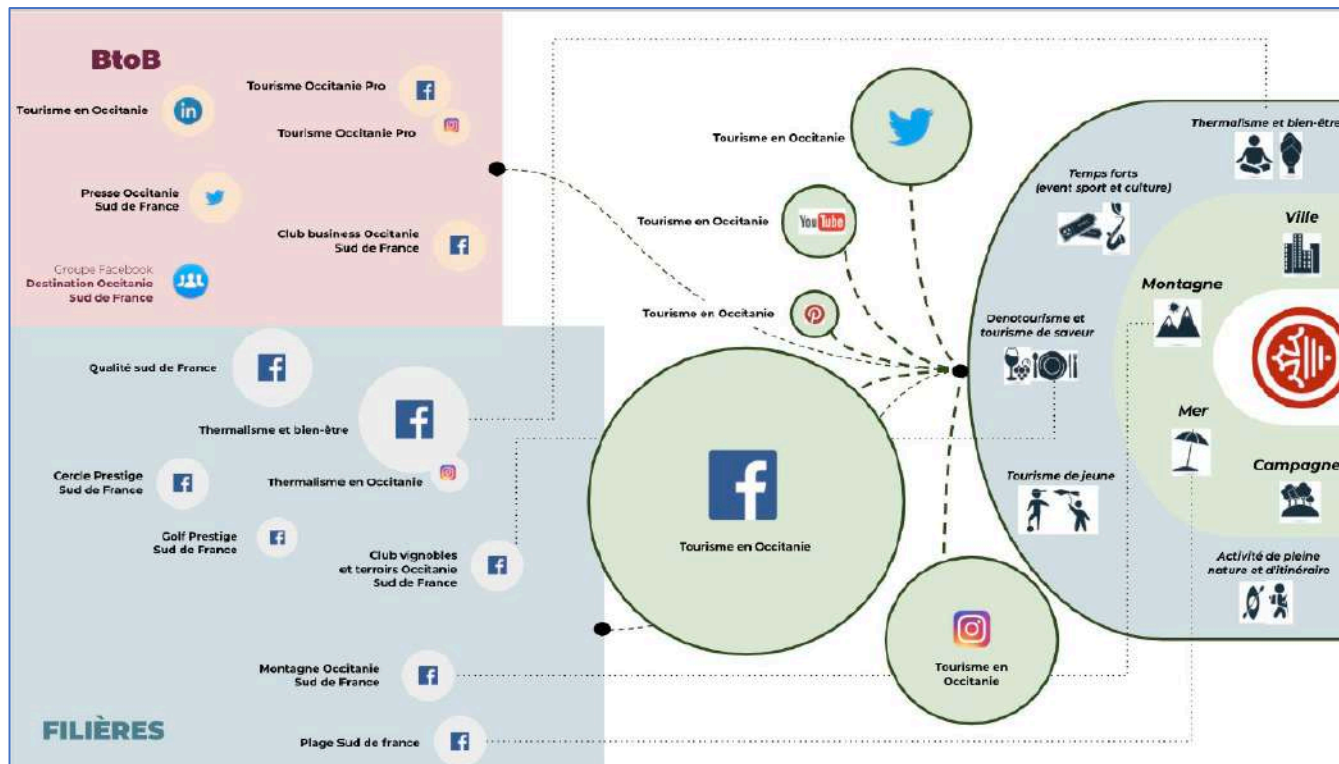 BtoB
Tourisme en Occitanie
in
Tourisme Occitanie Pro
f
Tourisme Occitanie Pro
Presse Occitanie
Sud de France
Club business Occitanie
Sud de France
f
Groupe Facebook
Destination Occitanie
Sud de France
Qualité sud de France
f
Thermalisme et bien-être
f
Thermalisme en Occitanie
Cercle Prestige
Sud de France
f
Golf Prestige
Sud de France
f
Club vignobles
et terroirs Occitanie
Sud de France
f
Montagne Occitanie
Sud de France
f
FILIÈRES
Plage Sud de france
f
Tourisme en Occitanie
Tourisme en Occitanie
YouTube
Tourisme en Occitanie
f
Tourisme en Occitanie
Tourisme en
Occitanie
Thermalisme et bien-être
Temps forts
(event sport et culture)
Ville
Montagne
Denotourisme et
tourisme de saveur
Mer
Campagne
Tourisme de jeune
Activité de pleine
nature et d'itinéraire